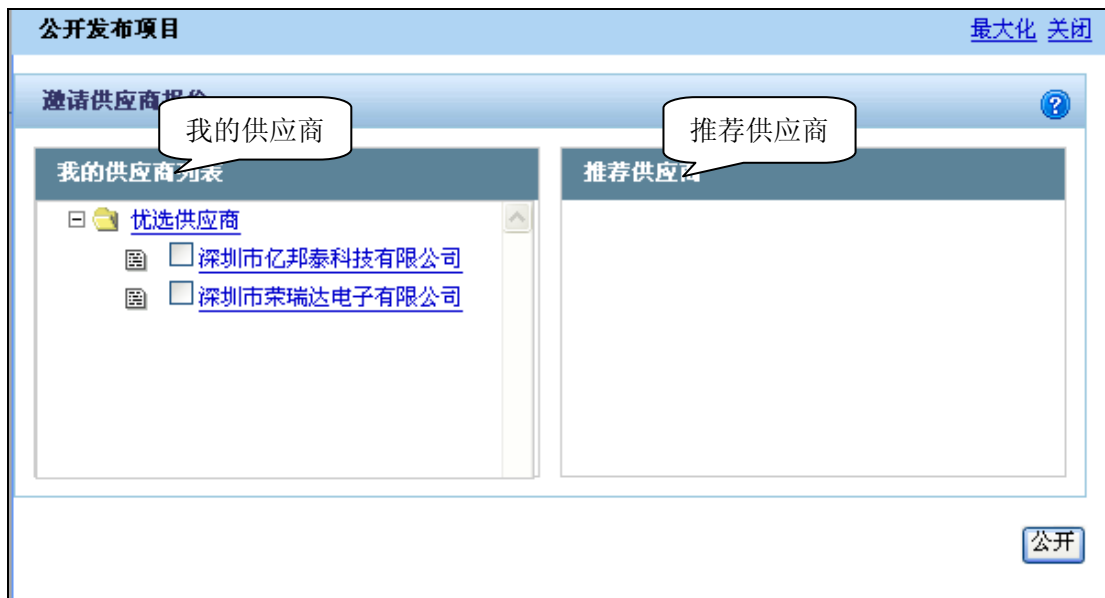 公开发布项目
最大化 关闭
邀请供应商报价
我的供应商
推荐供应商
我的供应商列表
推荐供应商
优选供应商
深圳市亿邦泰科技有限公司
深圳市荣瑞达电子有限公司
公开